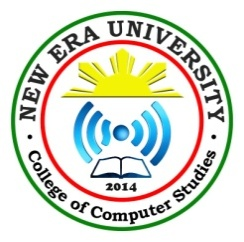 NEW ERA UNIVERSITY
2014
College of Computer Studies